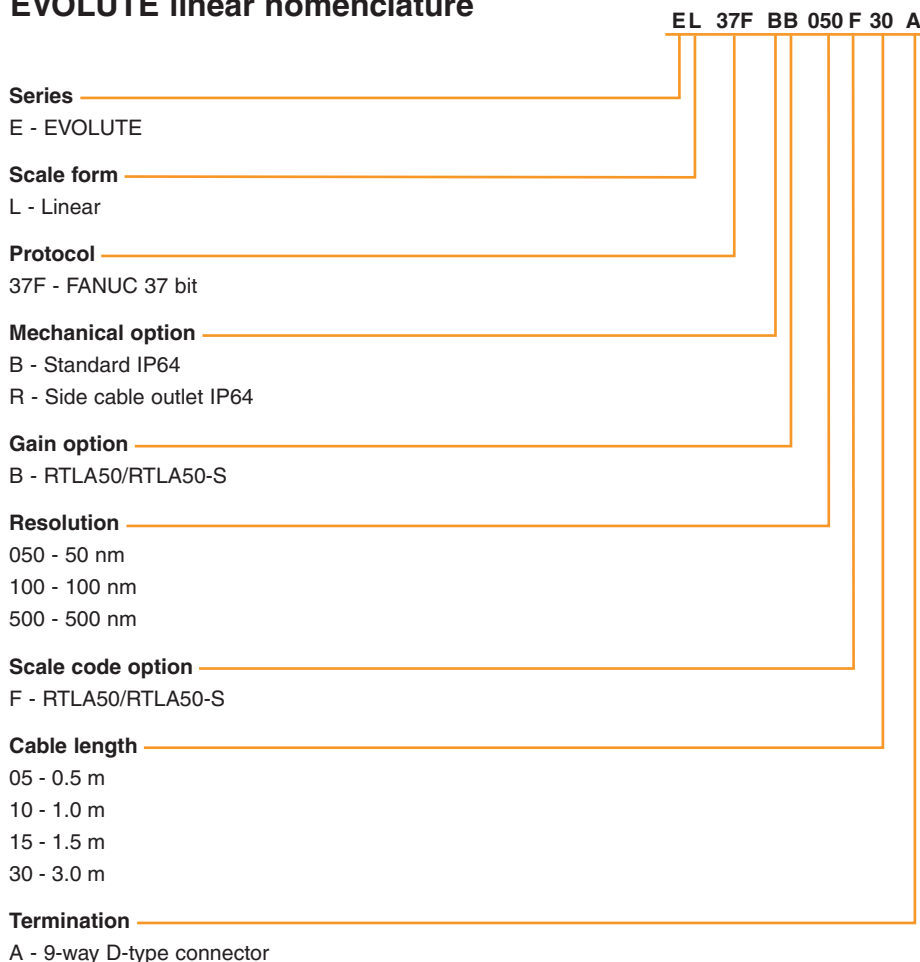 EVOLUTE linear nomenclature
EL 37F BB 050 F 30 A
Series
E - EVOLUTE
Scale form
L - Linear
Protocol
37F - FANUC 37 bit
Mechanical option
B - Standard IP64
R - Side cable outlet IP64
Gain option
B - RTLA50/RTLA50-S
Resolution
050 - 50 nm
100 - 100 nm
500 - 500 nm
Scale code option
F - RTLA50/RTLA50-S
Cable length
05 - 0.5 m
10 - 1.0 m
15 - 1.5 m
30 - 3.0 m
Termination
A - 9-way D-type connector